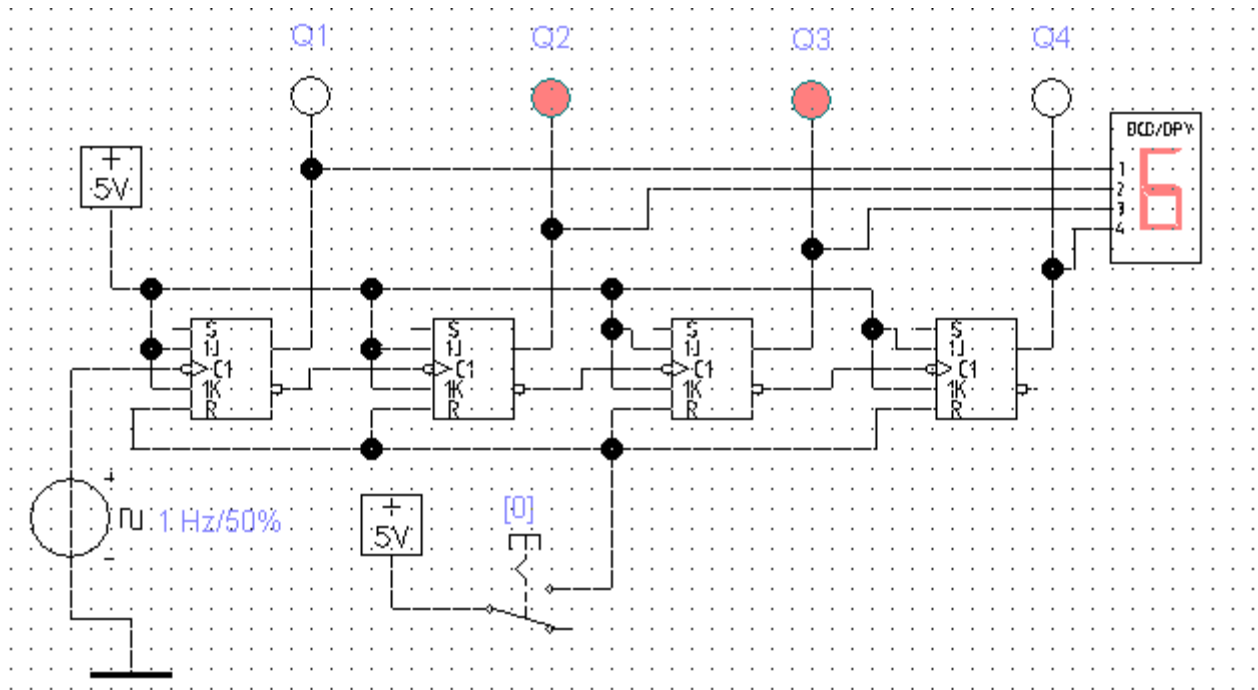 Q1 Q2 Q3 Q4
BCD/DPY
+
5V
1
2
3
4
S S S S
1J 1J 1J 1J
C1 C1 C1 C1
1K 1K 1K 1K
R R R R
+
1 Hz/50%
-
+
5V
[0]
6